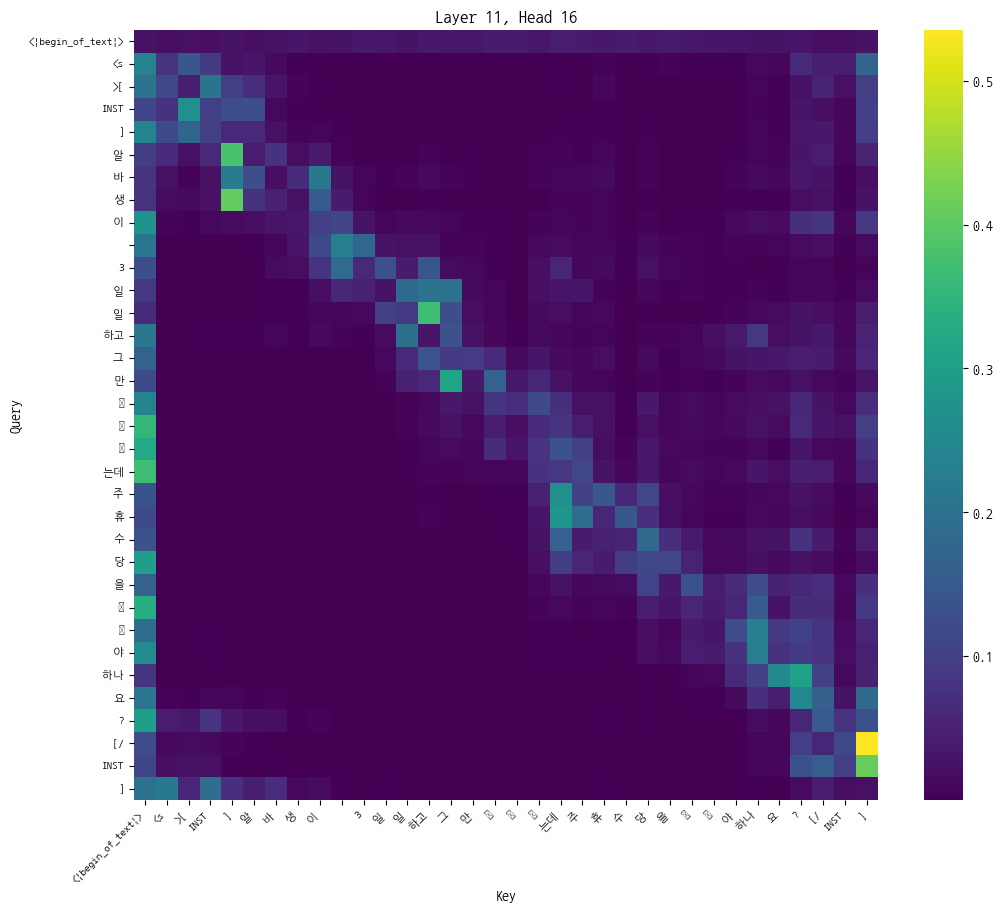 Layer 11, Head 16
<|begin_of_text|>
<s
>[
INST
]
알
바
생
이
3
일
일
하고
그
만
는데
주
휴
수
당
을
야
하나
요
?
[/
INST
]
Query
<|begin_of_text|>
<s
>[
INST
]
알
바
생
이
3
일
일
하고
그
만
는데
주
휴
수
당
을
야
하나
요
?
[/
INST
]
Key
0.5
0.4
0.3
0.2
0.1